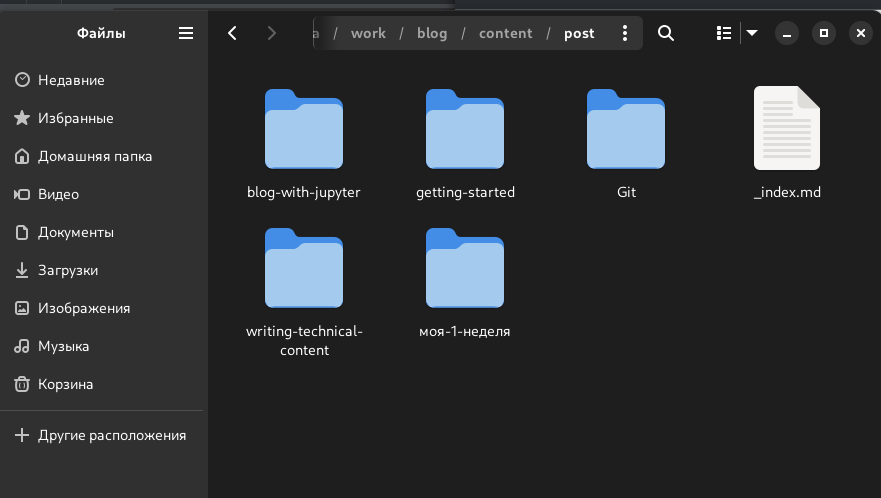 Файлы
a / work / blog / content / post
Недавние
Избранные
Домашняя папка
Видео
Документы
Загрузки
Изображения
Музыка
Корзина
Другие расположения
blog-with-jupyter
getting-started
Git
_index.md
writing-technical-
content
моя-1-неделя